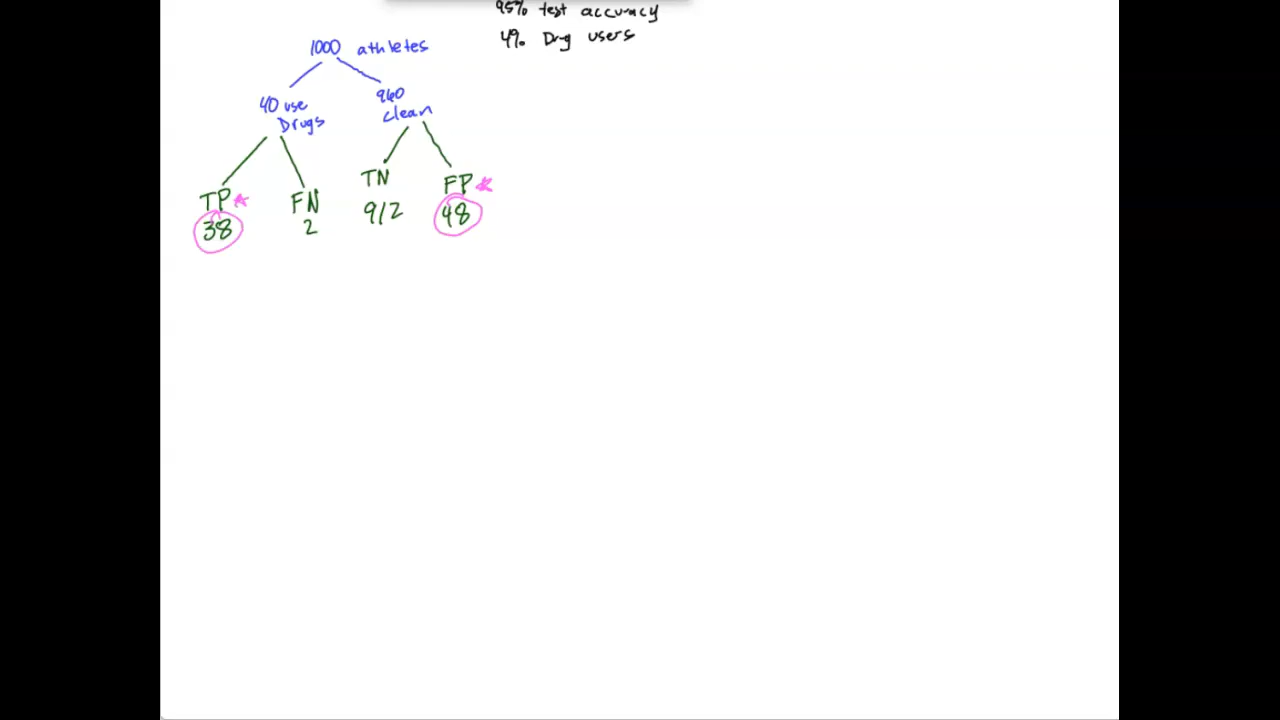 95% test accuracy
4% Drug users
1000 athletes
40 use
Drugs
960
clean
TP
38
FN
2
TN
912
FP
48